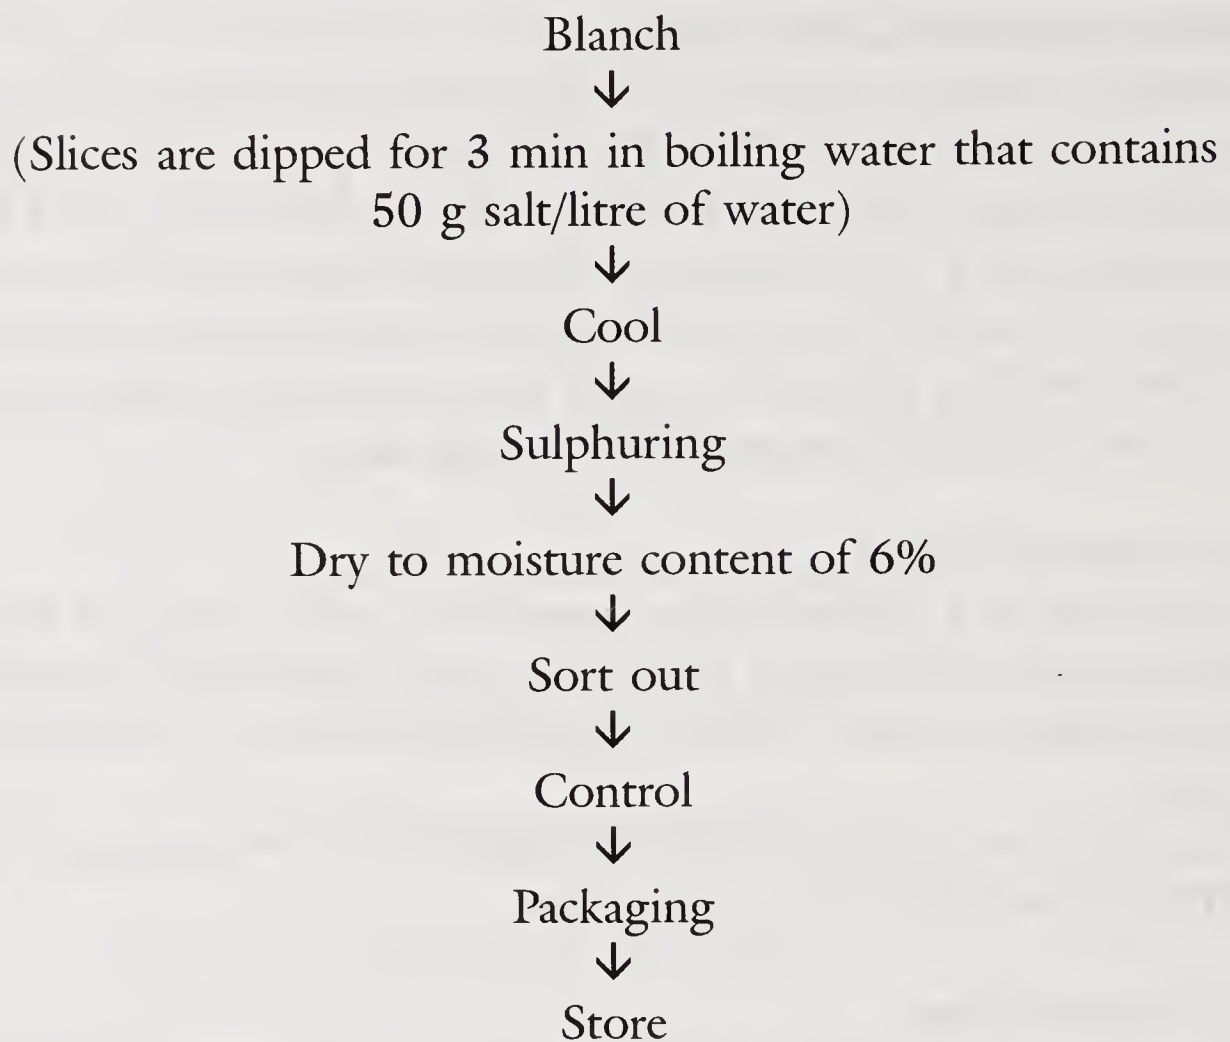 Blanch
↓
(Slices are dipped for 3 min in boiling water that contains
50 g salt/litre of water)
↓
Cool
↓
Sulphuring
↓
Dry to moisture content of 6%
↓
Sort out
↓
Control
↓
Packaging
↓
Store